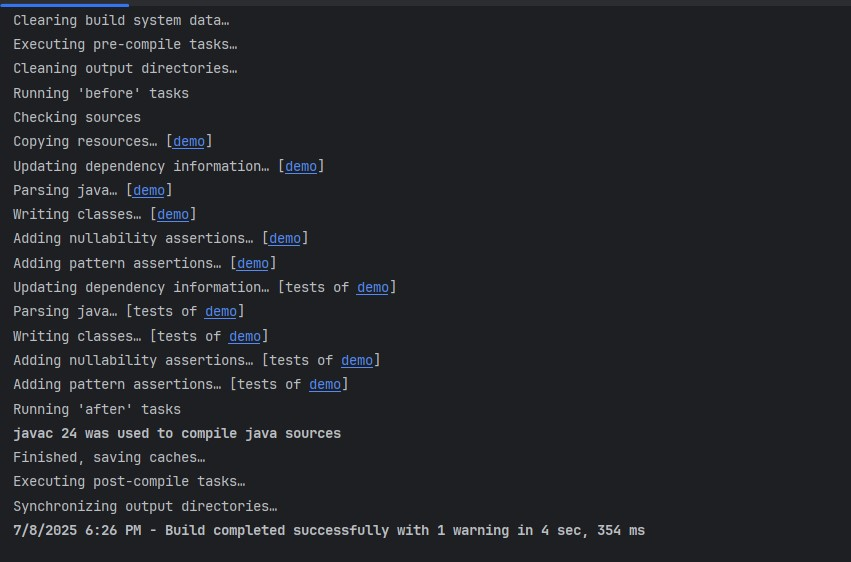 Clearing build system data…
Executing pre-compile tasks…
Cleaning output directories…
Running 'before' tasks
Checking sources
Copying resources… [demo]
Updating dependency information… [demo]
Parsing java… [demo]
Writing classes… [demo]
Adding nullability assertions… [demo]
Adding pattern assertions… [demo]
Updating dependency information… [tests of demo]
Parsing java… [tests of demo]
Writing classes… [tests of demo]
Adding nullability assertions… [tests of demo]
Adding pattern assertions… [tests of demo]
Running 'after' tasks
javac 24 was used to compile java sources
Finished, saving caches…
Executing post-compile tasks…
Synchronizing output directories…
7/8/2025 6:26 PM - Build completed successfully with 1 warning in 4 sec, 354 ms